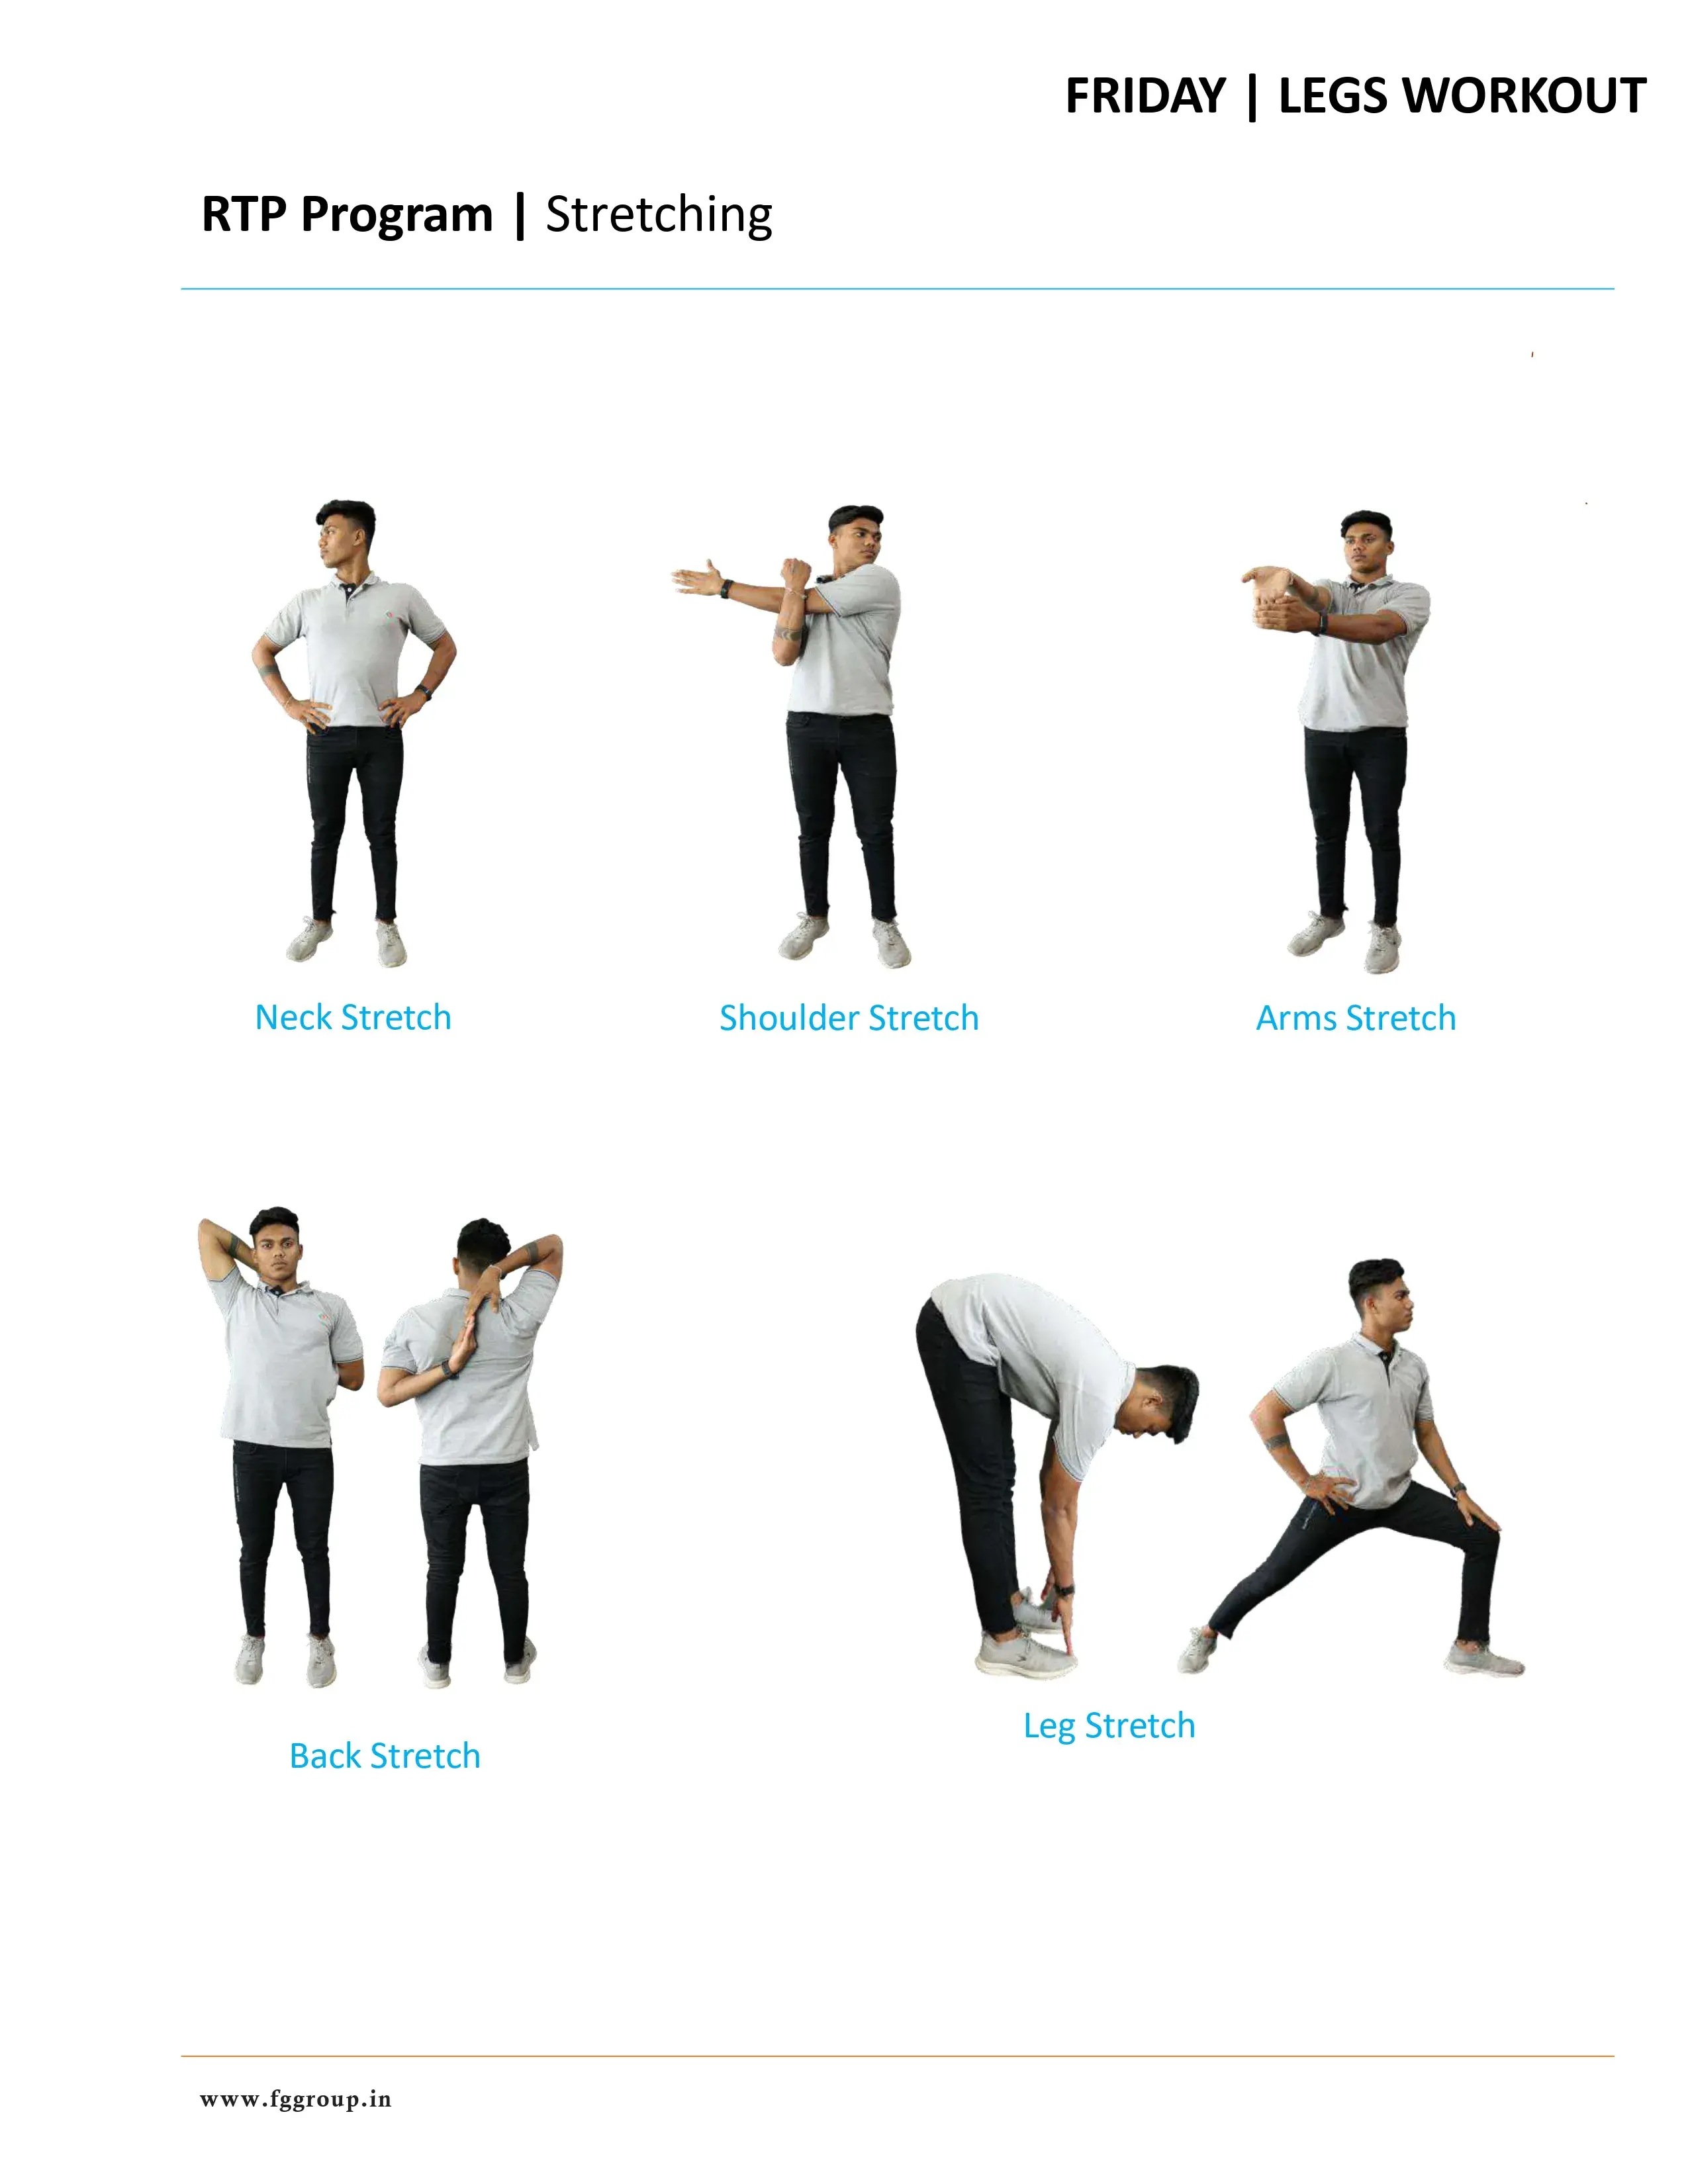 FRIDAY | LEGS WORKOUT
RTP Program | Stretching
Neck Stretch
Shoulder Stretch
Arms Stretch
Back Stretch
Leg Stretch
www.fggroup.in